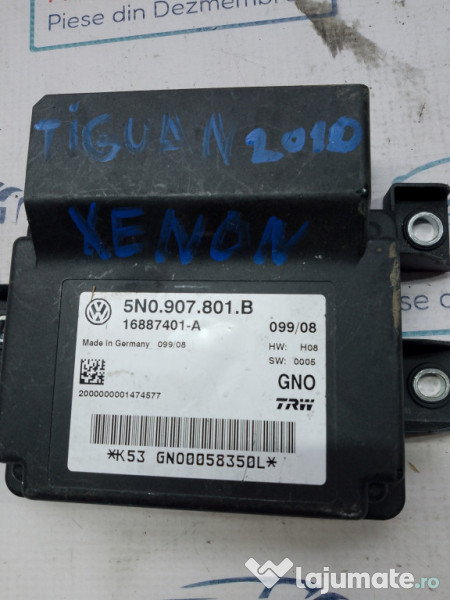 Piese din Dezmembr
TIGUAN 2010
XENON
5N0.907.801.B
16887401-A
099/08
Made in Germany 099/08
HW: H08
SW: 0005
GNO
2000000001474577
TRW
*K53 GNO0058350L*
lajumate.ro